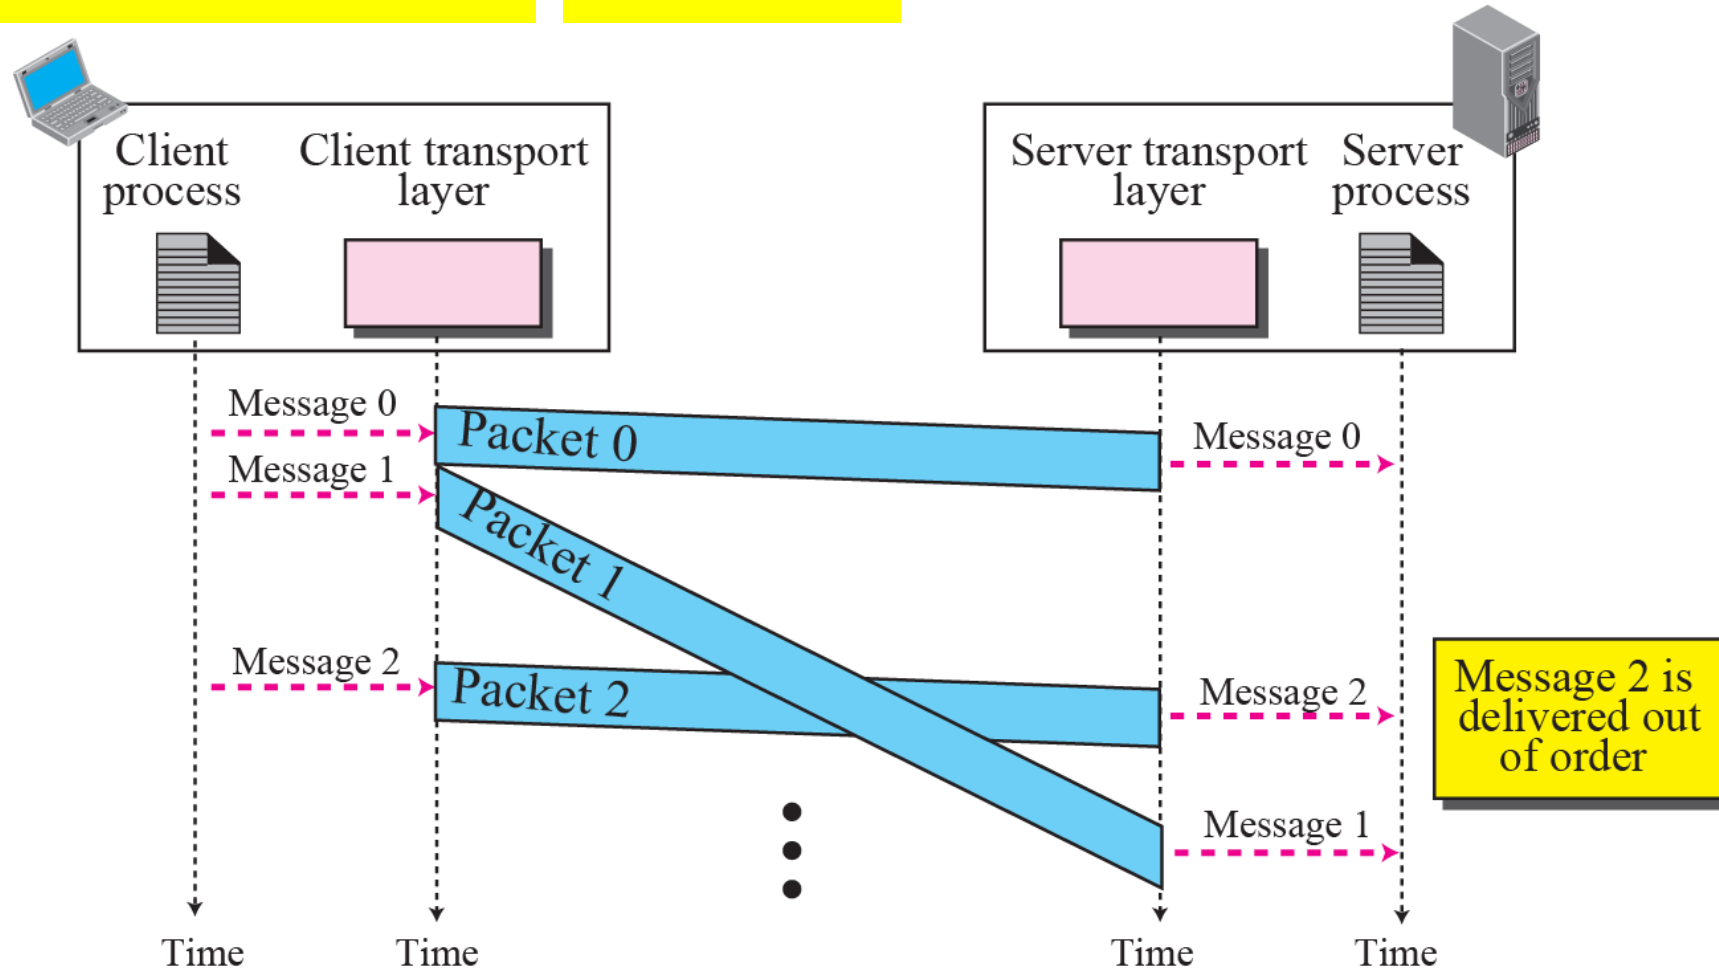 Client process
Client transport layer
Server transport layer
Server process
Message 0
Packet 0
Message 0
Message 1
Packet 1
Message 2
Packet 2
Message 2
Message 2 is
delivered out
of order
Message 1
Time
Time
Time
Time